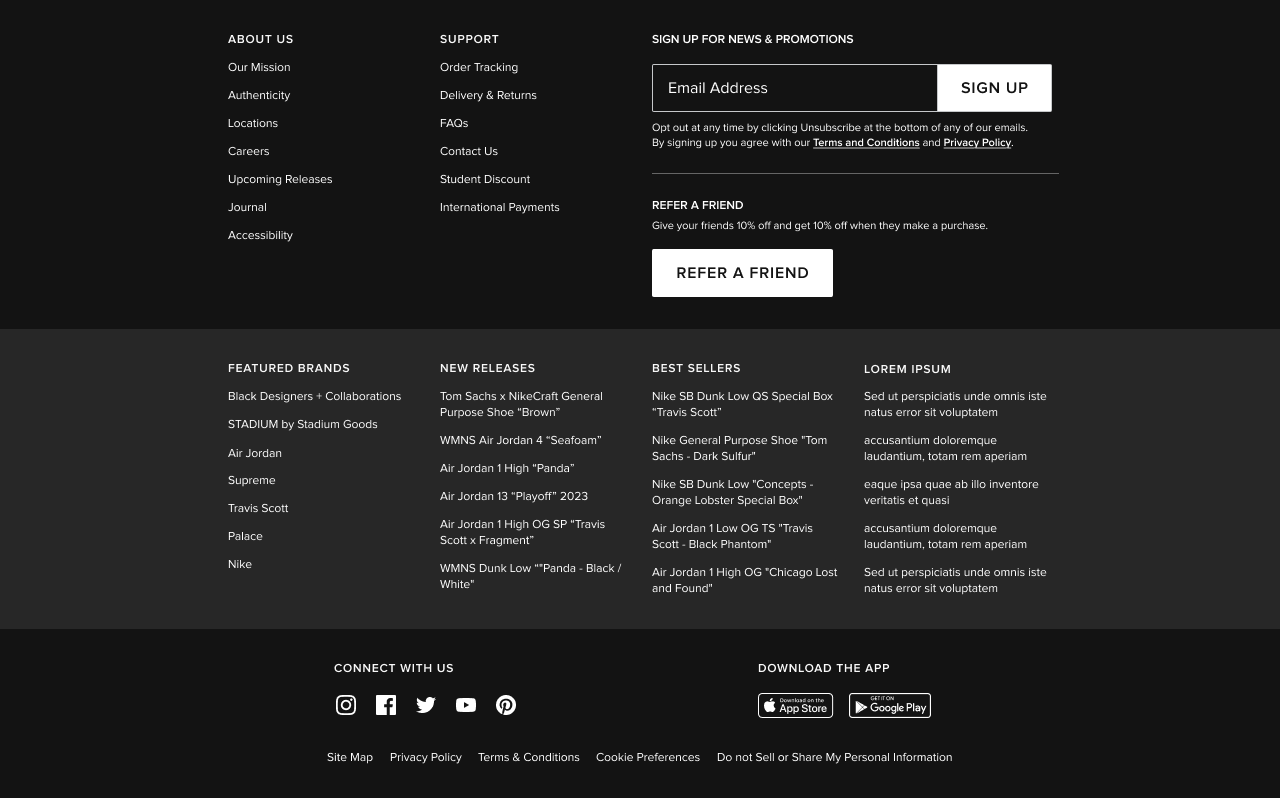 ABOUT US
Our Mission
Authenticity
Locations
Careers
Upcoming Releases
Journal
Accessibility
SUPPORT
Order Tracking
Delivery & Returns
FAQs
Contact Us
Student Discount
International Payments
SIGN UP FOR NEWS & PROMOTIONS
Email Address
SIGN UP
Opt out at any time by clicking Unsubscribe at the bottom of any of our emails.
By signing up you agree with our Terms and Conditions and Privacy Policy.
REFER A FRIEND
Give your friends 10% off and get 10% off when they make a purchase.
REFER A FRIEND
FEATURED BRANDS
Black Designers + Collaborations
STADIUM by Stadium Goods
Air Jordan
Supreme
Travis Scott
Palace
Nike
NEW RELEASES
Tom Sachs x NikeCraft General
Purpose Shoe “Brown”
WMNS Air Jordan 4 “Seafoam”
Air Jordan 1 High “Panda”
Air Jordan 13 “Playoff” 2023
Air Jordan 1 High OG SP “Travis
Scott x Fragment”
WMNS Dunk Low “"Panda - Black /
White"
BEST SELLERS
Nike SB Dunk Low QS Special Box
“Travis Scott”
Nike General Purpose Shoe "Tom
Sachs - Dark Sulfur"
Nike SB Dunk Low "Concepts -
Orange Lobster Special Box"
Air Jordan 1 Low OG TS "Travis
Scott - Black Phantom"
Air Jordan 1 High OG "Chicago Lost
and Found"
LOREM IPSUM
Sed ut perspiciatis unde omnis iste
natus error sit voluptatem
accusantium doloremque
laudantium, totam rem aperiam
eaque ipsa quae ab illo inventore
veritatis et quasi
accusantium doloremque
laudantium, totam rem aperiam
Sed ut perspiciatis unde omnis iste
natus error sit voluptatem
CONNECT WITH US
DOWNLOAD THE APP
Download on the
App Store
GET IT ON
Google Play
Site Map
Privacy Policy
Terms & Conditions
Cookie Preferences
Do not Sell or Share My Personal Information